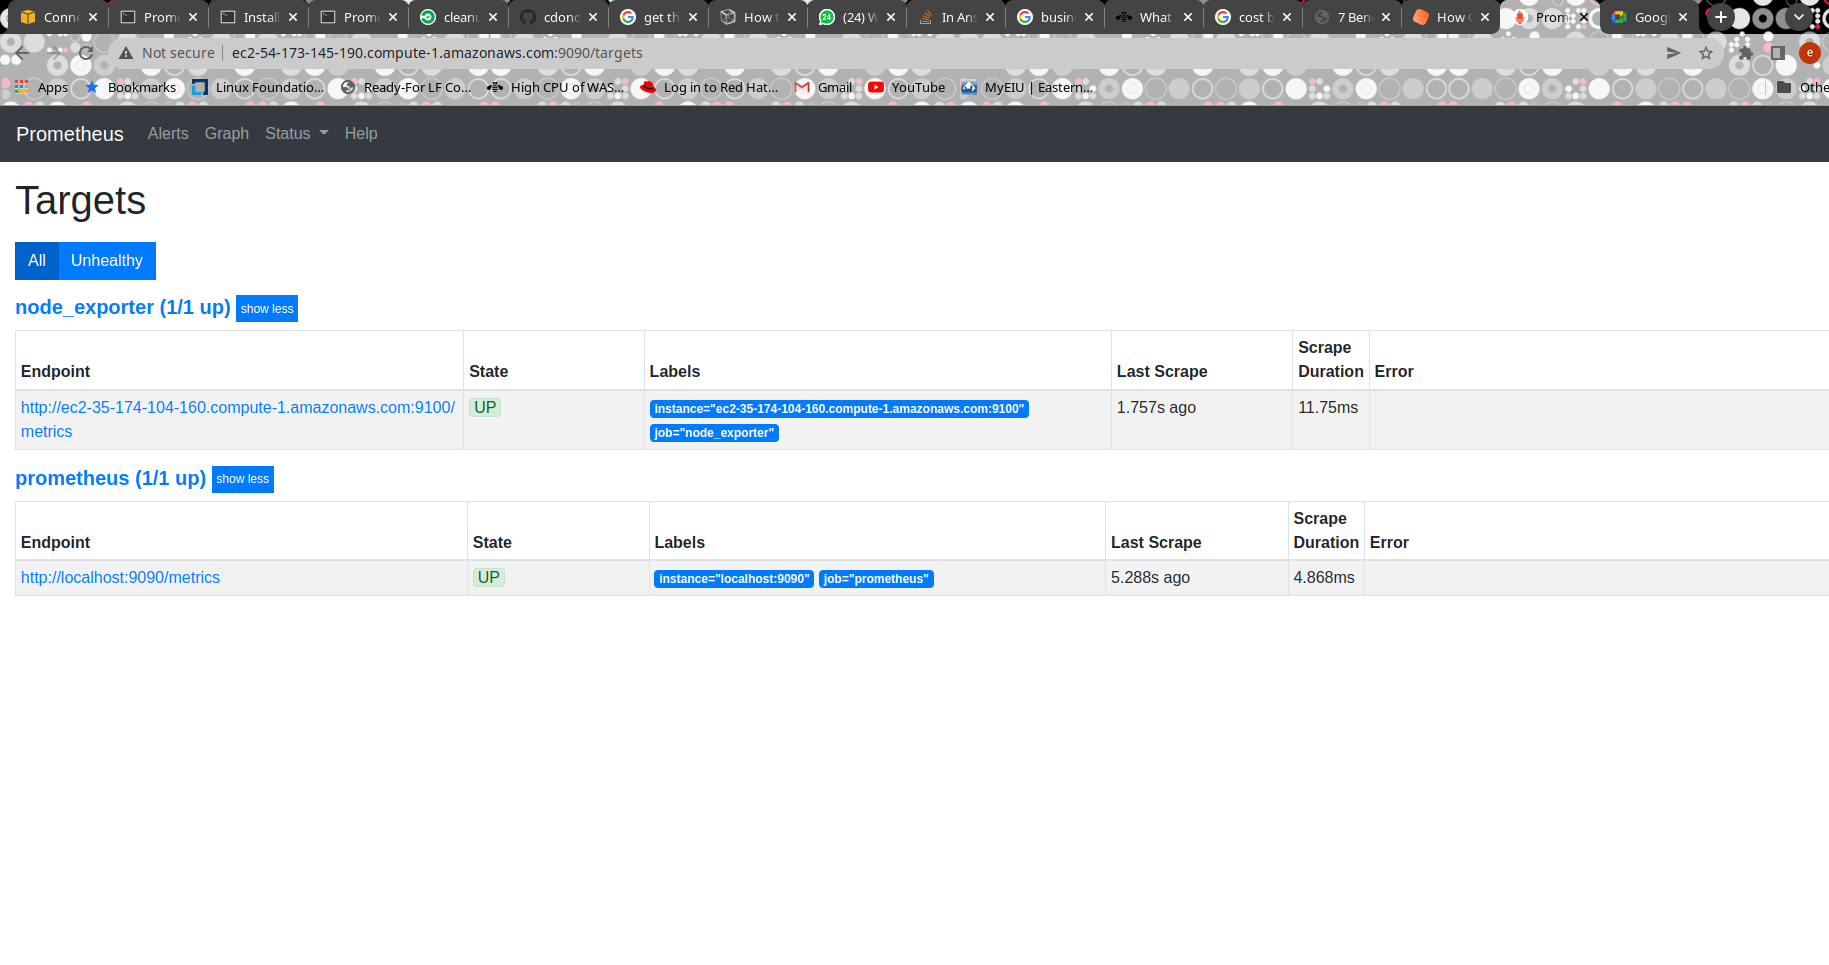 Conne Prome Install Prome cleanu cdond get th How t (24) W In Ans busine What cost b 7 Ben How Prom Googl
Not secure ec2-54-173-145-190.compute-1.amazonaws.com:9090/targets e
Apps Bookmarks Linux Foundatio... Ready-For LF Co... High CPU of WAS... Log in to Red Hat... Gmail YouTube MyEIU | Eastern... Othe
Prometheus Alerts Graph Status Help
Targets
All Unhealthy
node_exporter (1/1 up) show less
Endpoint State Labels Last Scrape Scrape Duration Error
http://ec2-35-174-104-160.compute-1.amazonaws.com:9100/ UP instance="ec2-35-174-104-160.compute-1.amazonaws.com:9100" 1.757s ago 11.75ms
metrics job="node_exporter"
prometheus (1/1 up) show less
Endpoint State Labels Last Scrape Scrape Duration Error
http://localhost:9090/metrics UP instance="localhost:9090" job="prometheus" 5.288s ago 4.868ms